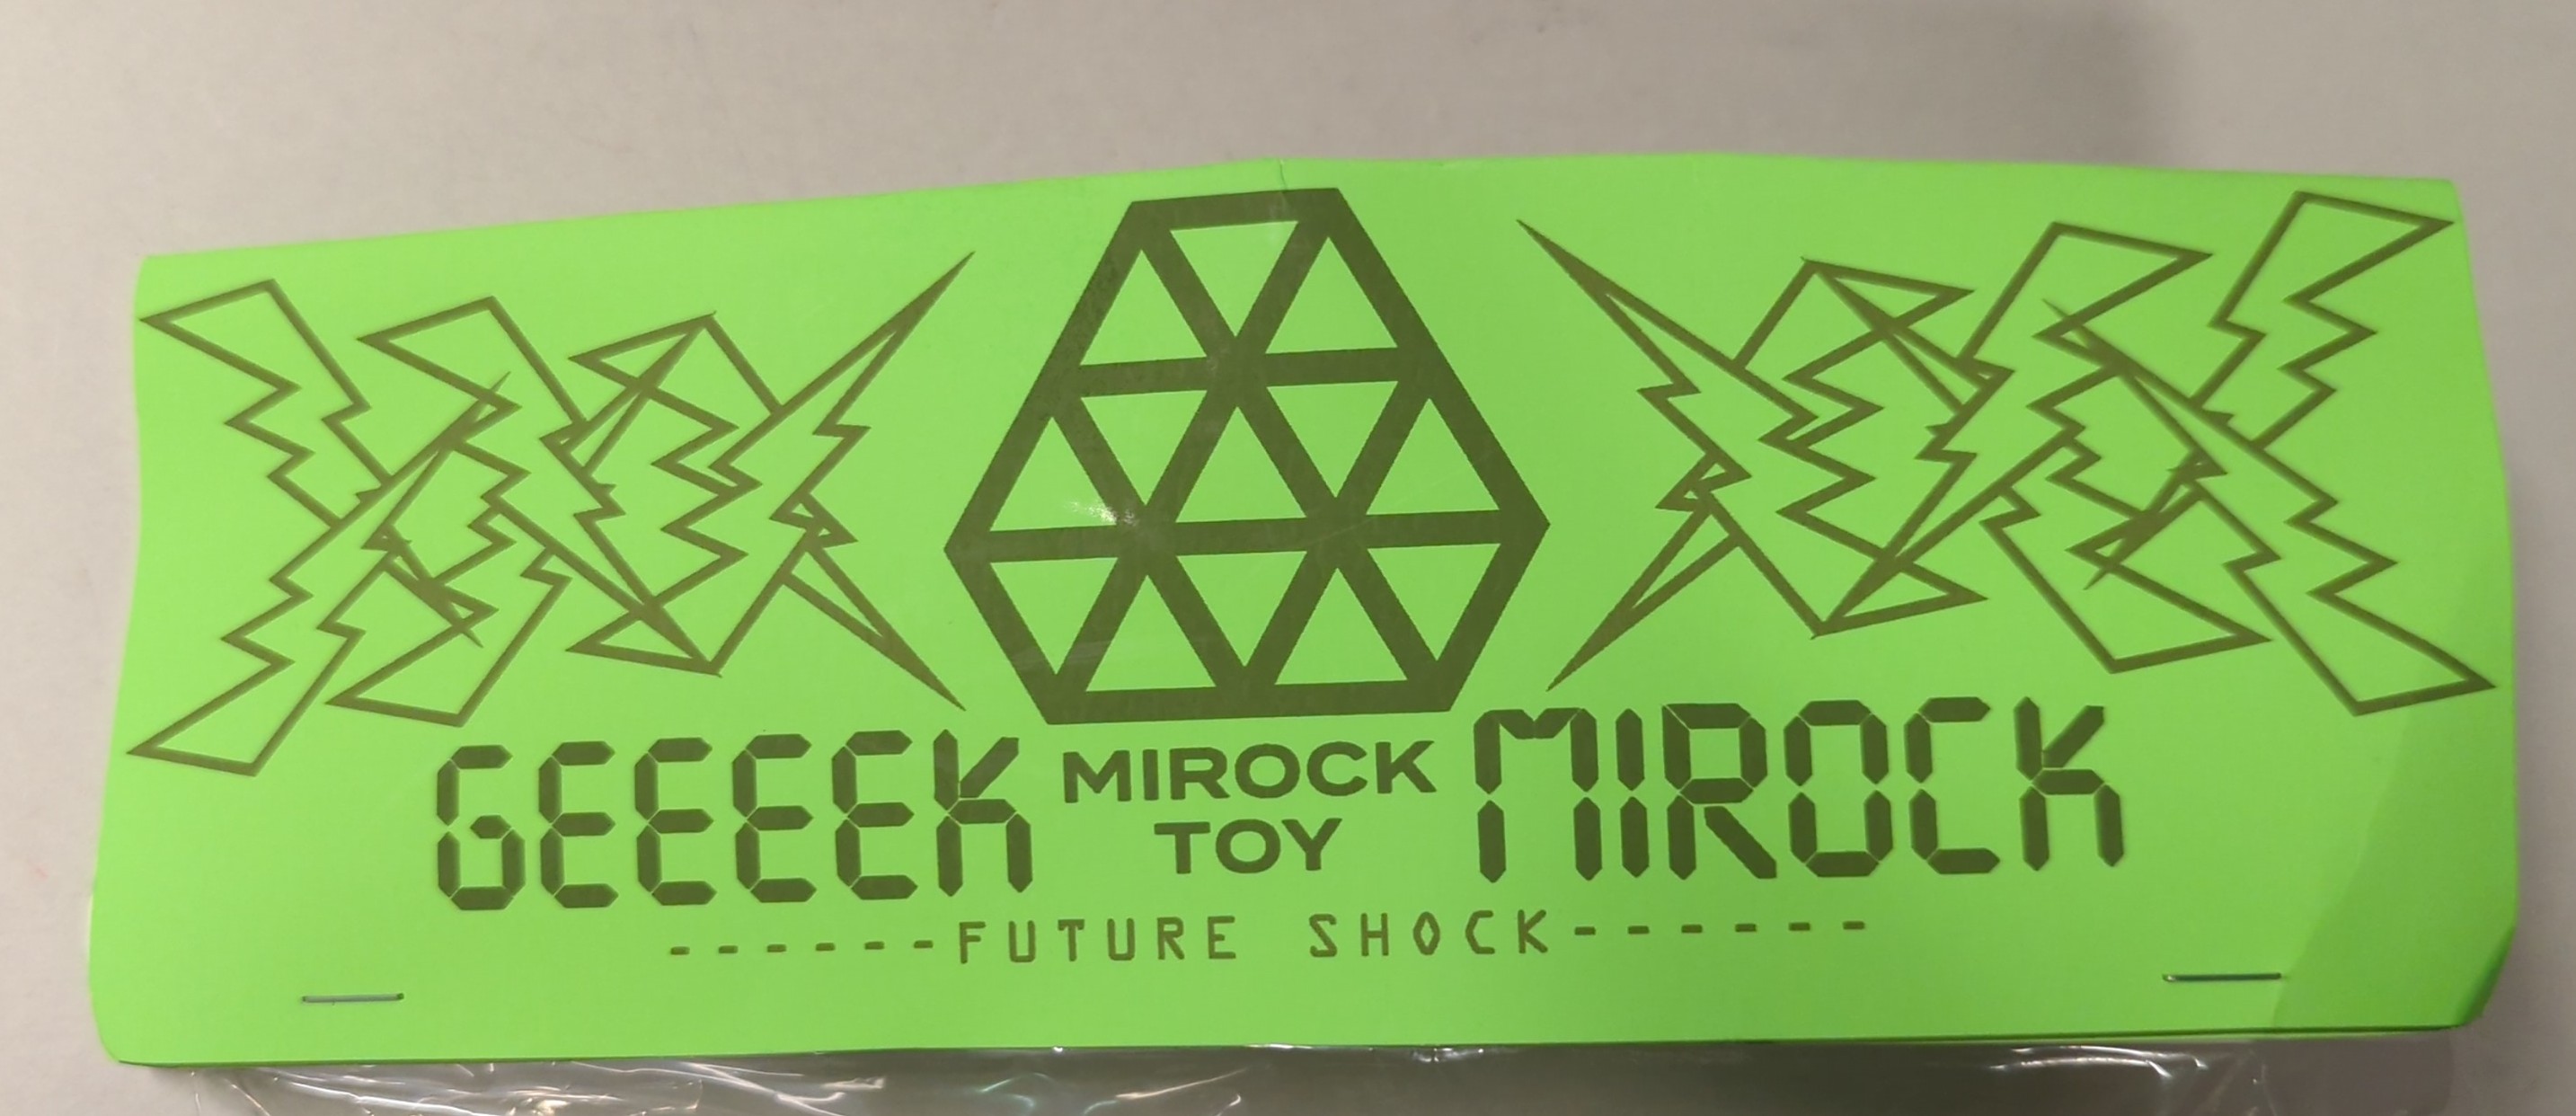 GEEEEK MIROCK TOY MIROCK
------FUTURE SHOCK------